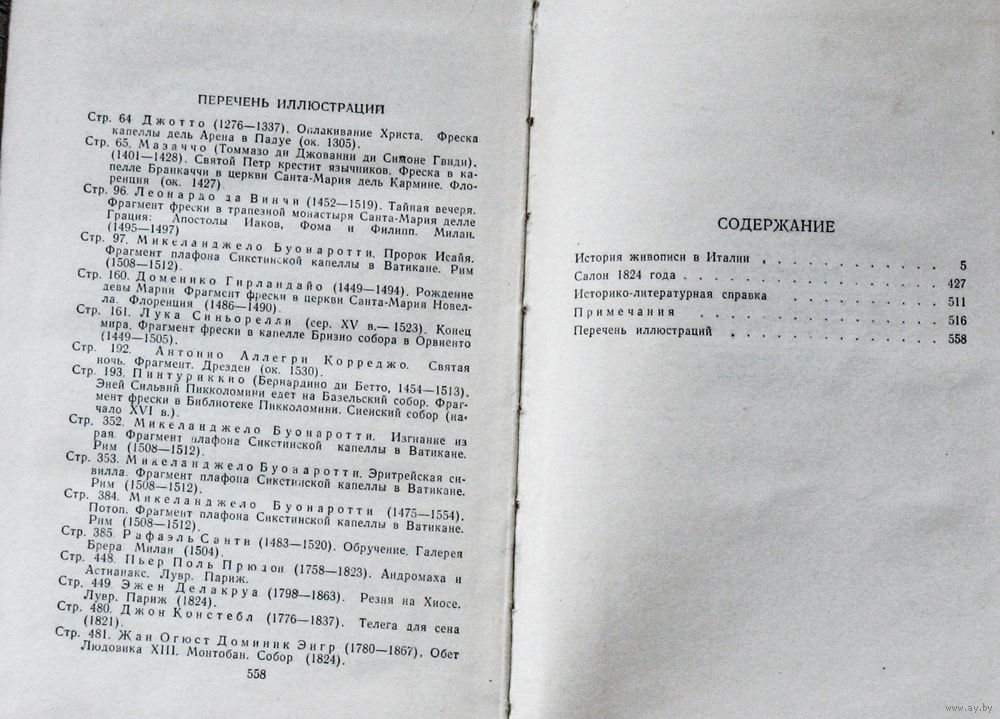 ПЕРЕЧЕНЬ ИЛЛЮСТРАЦИЙ
Стр. 64 Джотто (1276—1337). Оплакивание Христа. Фреска
капеллы дель Арена в Падуе (ок. 1305).
Стр. 65. Мазаччо (Томмазо ди Джованни ди Симоне Гвиди).
(1401—1428). Святой Петр крестит язычников. Фреска в ка-
пелле Бранкаччи в церкви Санта-Мария дель Кармине. Фло-
ренция (ок. 1427).
Стр. 96. Леонардо да Винчи (1452—1519). Тайная вечеря.
Фрагмент фрески в трапезной монастыря Санта-Мария делле
Грация: Апостолы Иаков, Фома и Филипп. Милан.
(1495—1497)
Стр. 97. Микеланджело Буонаротти. Пророк Исайя.
Фрагмент плафона Сикстинской капеллы в Ватикане. Рим
(1508—1512).
Стр. 160. Доменико Гирландайо (1449—1494). Рождение
девы Марии Фрагмент фрески в церкви Санта-Мария Новел-
ла. Флоренция (1486—1490).
Стр. 161. Лука Синьорелли (сер. XV в.— 1523). Конец
мира. Фрагмент фрески в капелле Бризио собора в Орвиенто
(1449—1505).
Стр. 192. Антонио Аллегри Корреджо. Святая
ночь. Фрагмент. Дрезден (ок. 1530).
Стр. 193. Пинтуриккио (Бернардино ди Бетто, 1454—1513).
Эней Сильвий Пикколомини едет на Базельский собор. Фраг-
мент фрески в Библиотеке Пикколомини. Сиенский собор (на-
чало XVI в.).
Стр. 352. Микеланджело Буонаротти. Изгнание из
рая. Фрагмент плафона Сикстинской капеллы в Ватикане.
Рим (1508—1512).
Стр. 353. Микеланджело Буонаротти. Эритрейская си-
вилла. Фрагмент плафона Сикстинской капеллы в Ватикане.
Рим (1508—1512).
Стр. 384. Микеланджело Буонаротти (1475—1554).
Потоп. Фрагмент плафона Сикстинской капеллы в Ватикане.
Рим (1508—1512).
Стр. 385. Рафаэль Санти (1483—1520). Обручение. Галерея
Брера Милан (1504).
Стр. 448. Пьер Поль Прюдон (1758—1823). Андромаха и
Астианакс. Лувр. Париж.
Стр. 449. Эжен Делакруа (1798—1863). Резня на Хиосе.
Лувр. Париж (1824).
Стр. 480. Джон Констебл (1776—1837). Телега для сена
(1821).
Стр. 481. Жан Огюст Доминик Энгр (1780—1867). Обет
Людовика XIII. Монтобан. Собор (1824).
558
СОДЕРЖАНИЕ
История живописи в Италии . . . . . . . . . . . . 5
Салон 1824 года . . . . . . . . . . . . . . . 427
Историко-литературная справка . . . . . . . . . . 511
Примечания . . . . . . . . . . . . . . 516
Перечень иллюстраций . . . . . . . . . . . . . 558
www.ay.by